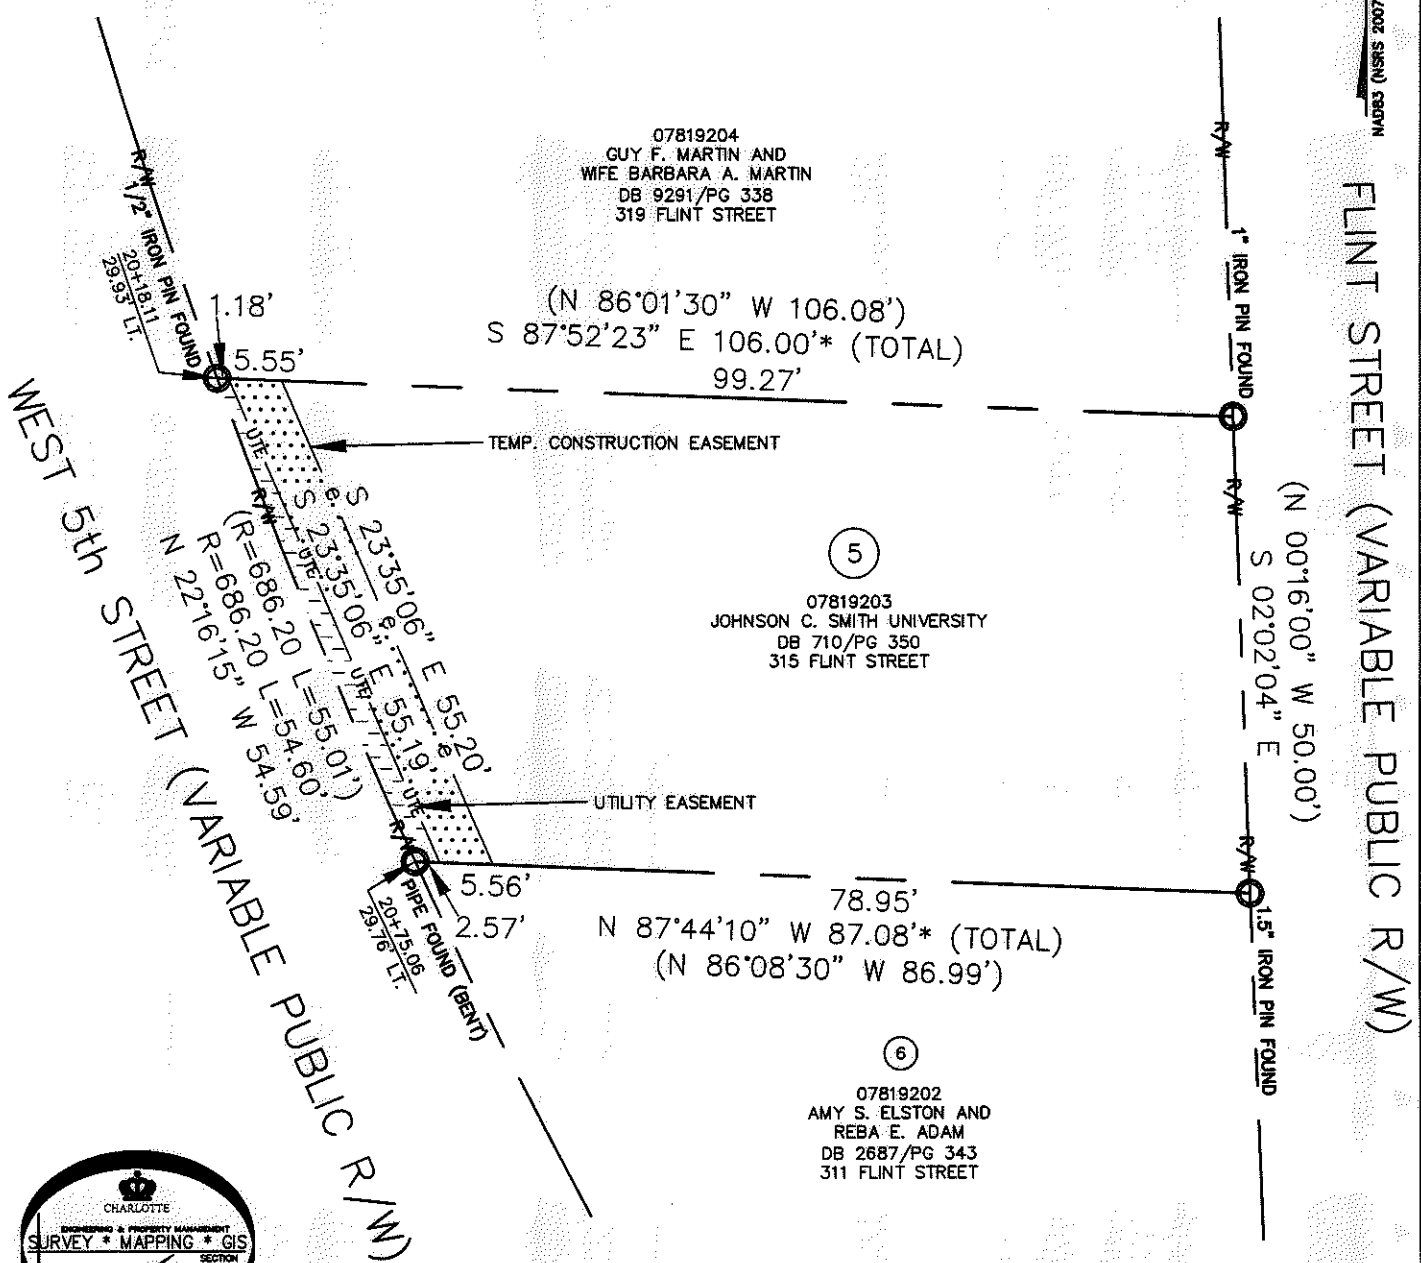 NAD83 (NSRS 2007
FLINT STREET (VARIABLE PUBLIC R/W)
07819204
GUY F. MARTIN AND
WIFE BARBARA A. MARTIN
DB 9291/PG 338
319 FLINT STREET
R/W
R/W
1/2" IRON PIN FOUND
20+18.11
29.93' LT.
1" IRON PIN FOUND
1.18'
5.55'
(N 86°01'30" W 106.08')
S 87°52'23" E 106.00'* (TOTAL)
99.27'
TEMP. CONSTRUCTION EASEMENT
WEST 5th STREET (VARIABLE PUBLIC R/W)
UTE
R/W
e.
e.
e
S 23°35'06" E 55.20'
UTE
S 23°35'06" E 55.19'
UTE
UTE
(R=686.20 L=55.01')
R=686.20 L=54.60'
N 22°16'15" W 54.59'
R/W
R/W
(N 00°16'00" W 50.00')
S 02°02'04" E
5
07819203
JOHNSON C. SMITH UNIVERSITY
DB 710/PG 350
315 FLINT STREET
UTILITY EASEMENT
R/W
PIPE FOUND (BENT)
20+75.06
29.76' LT.
5.56'
2.57'
78.95'
N 87°44'10" W 87.08'* (TOTAL)
(N 86°08'30" W 86.99')
1.5" IRON PIN FOUND
6
07819202
AMY S. ELSTON AND
REBA E. ADAM
DB 2687/PG 343
311 FLINT STREET
CHARLOTTE
ENGINEERING & PROPERTY MANAGEMENT
SURVEY * MAPPING * GIS
SECTION